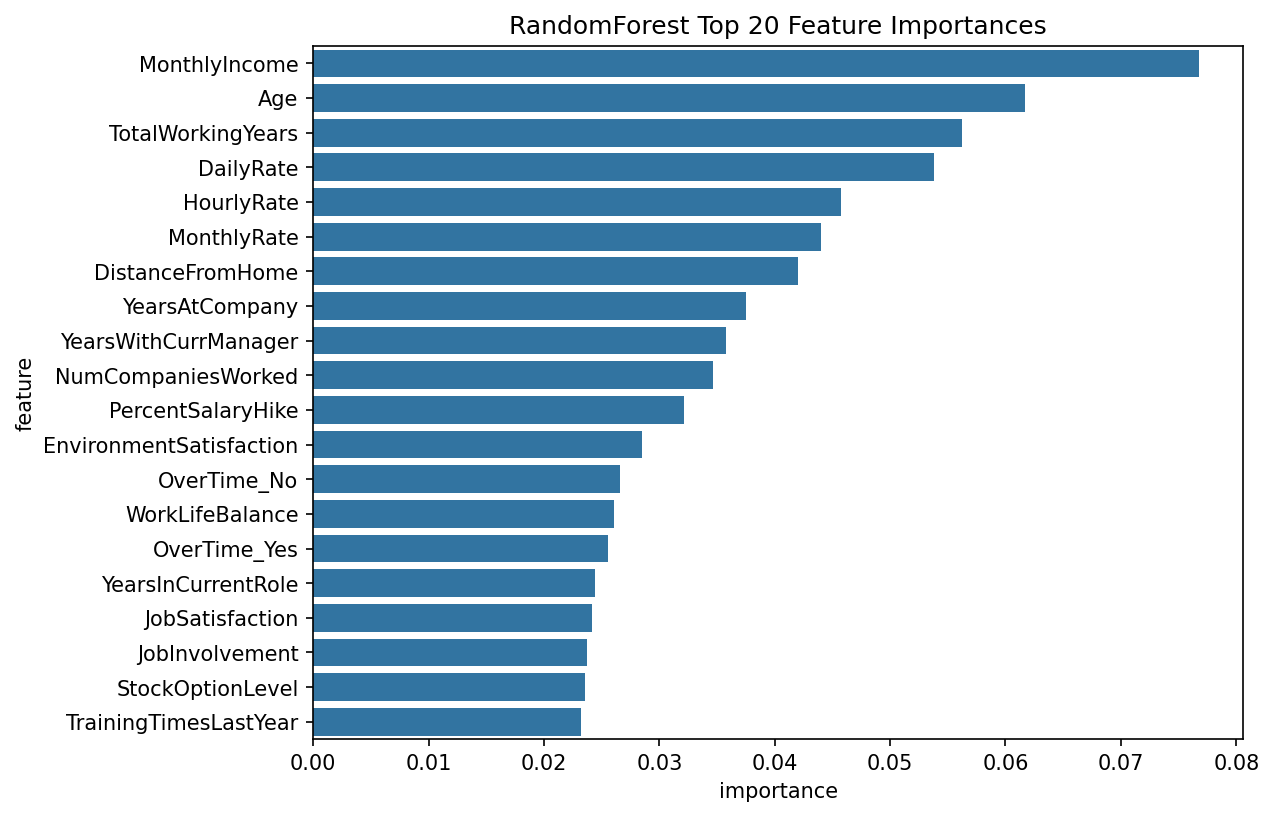 RandomForest Top 20 Feature Importances
MonthlyIncome
Age
TotalWorkingYears
DailyRate
HourlyRate
MonthlyRate
DistanceFromHome
YearsAtCompany
YearsWithCurrManager
NumCompaniesWorked
PercentSalaryHike
EnvironmentSatisfaction
OverTime_No
WorkLifeBalance
OverTime_Yes
YearsInCurrentRole
JobSatisfaction
JobInvolvement
StockOptionLevel
TrainingTimesLastYear
feature
0.00 0.01 0.02 0.03 0.04 0.05 0.06 0.07 0.08
importance